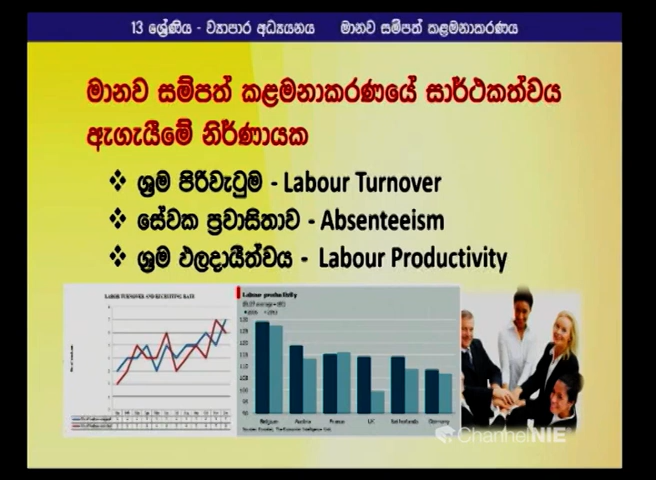 13 ශ්‍රේණිය - ව්‍යාපාර අධ්‍යයනය මානව සම්පත් කළමනාකරණය
මානව සම්පත් කළමනාකරණයේ සාර්ථකත්වය
ඇගැයීමේ නිර්ණායක
❖ ශ්‍රම පිරිවැටුම - Labour Turnover
❖ සේවක ප්‍රවාසිතාව - Absenteeism
❖ ශ්‍රම ඵලදායීත්වය - Labour Productivity
LABOR TURNOVER AND RECRUITING RATE
Labour productivity
Belgium Austria France UK Netherlands Germany
ChannelNIE